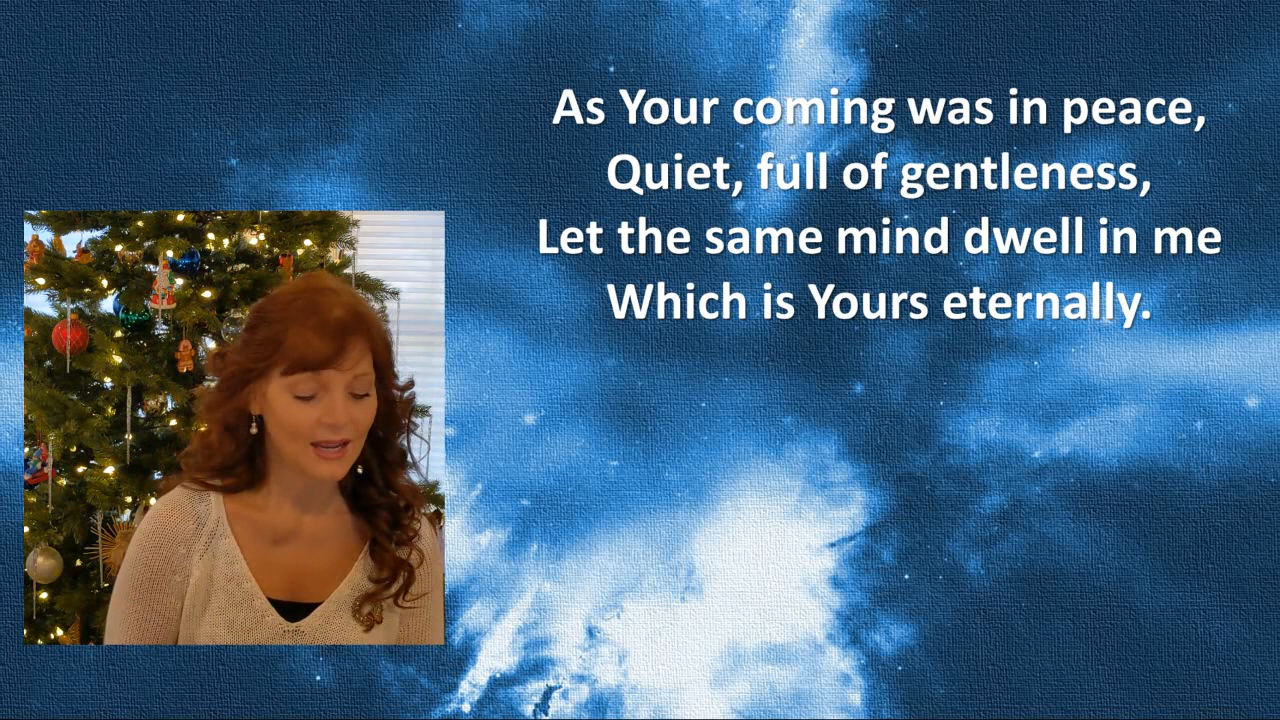 As Your coming was in peace,
Quiet, full of gentleness,
Let the same mind dwell in me
Which is Yours eternally.